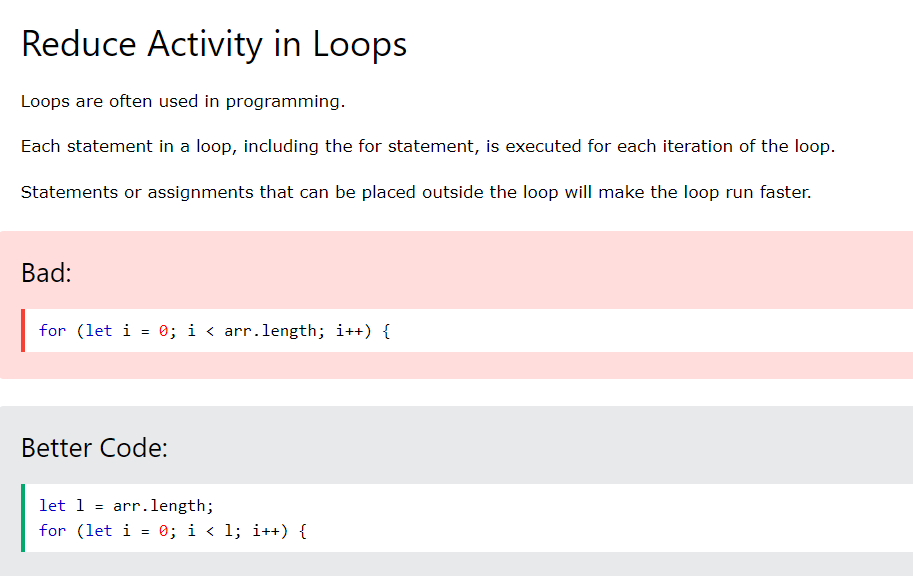 Reduce Activity in Loops
Loops are often used in programming.
Each statement in a loop, including the for statement, is executed for each iteration of the loop.
Statements or assignments that can be placed outside the loop will make the loop run faster.
Bad:
for (let i = 0; i < arr.length; i++) {
Better Code:
let l = arr.length;
for (let i = 0; i < l; i++) {